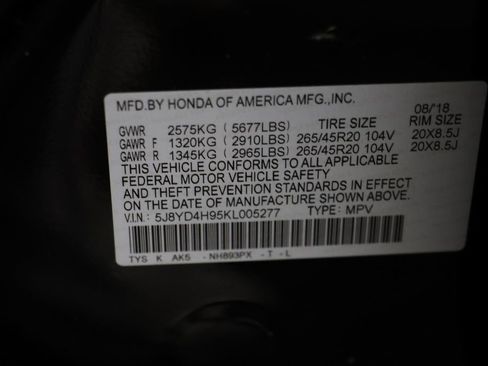 MFD.BY HONDA OF AMERICA MFG.,INC. 08/18
GVWR 2575KG ( 5677LBS) TIRE SIZE RIM SIZE
GAWR F 1320KG ( 2910LBS) 265/45R20 104V 20X8.5J
GAWR R 1345KG ( 2965LBS) 265/45R20 104V 20X8.5J
THIS VEHICLE CONFORMS TO ALL APPLICABLE
FEDERAL MOTOR VEHICLE SAFETY
AND THEFT PREVENTION STANDARDS IN EFFECT
ON THE DATE OF MANUFACTURE SHOWN ABOVE.
V.I.N.: 5J8YD4H95KL005277 TYPE: MPV
TYS K AK5 - NH893PX - T - L